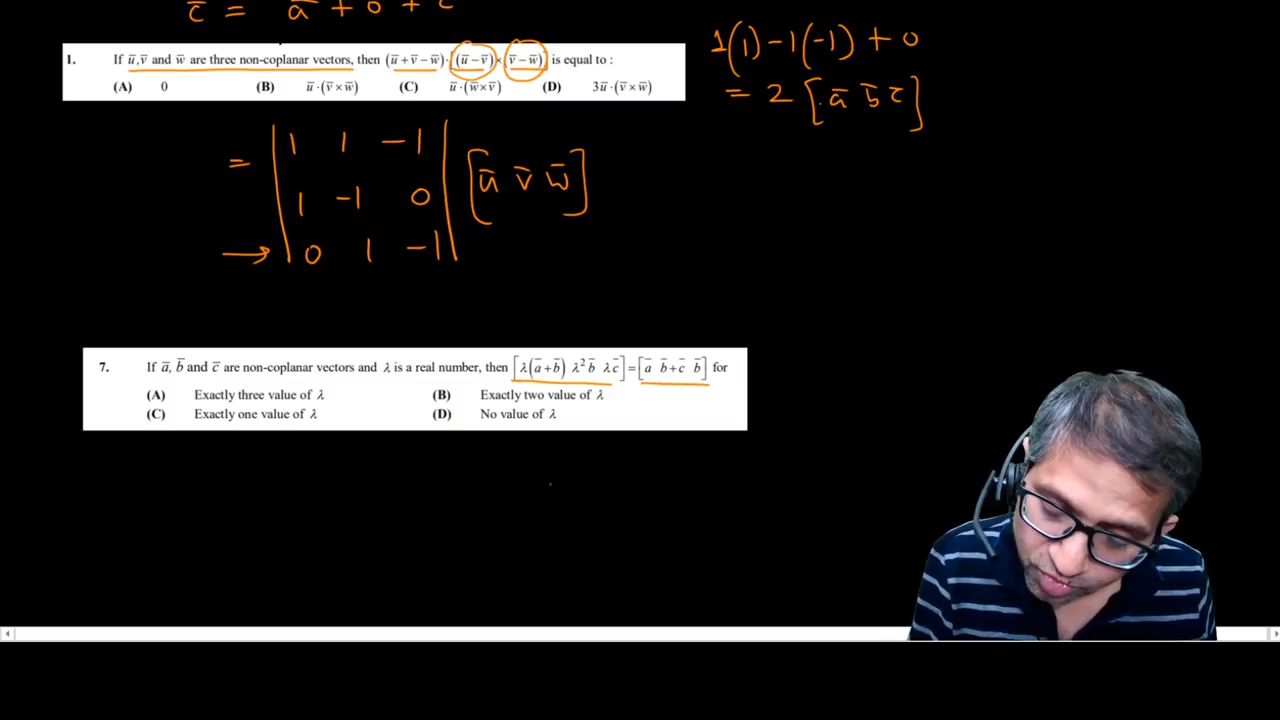 c̄ = ā + b̄ + c̄
1(1) - 1(-1) + 0
= 2 [ā b̄ c̄]
1. If ū, v̄ and w̄ are three non-coplanar vectors, then (ū + v̄ − w̄)·[(ū − v̄)×(v̄ − w̄)] is equal to :
(A) 0 (B) ū·(v̄×w̄) (C) ū·(w̄×v̄) (D) 3ū·(v̄×w̄)
= | 1 1 -1 | [ū v̄ w̄]
1 -1 0
→ 0 1 -1
7. If ā, b̄ and c̄ are non-coplanar vectors and λ is a real number, then [λ(ā+b̄) λ²b̄ λc̄] = [ā b̄+c̄ b̄] for
(A) Exactly three value of λ (B) Exactly two value of λ
(C) Exactly one value of λ (D) No value of λ